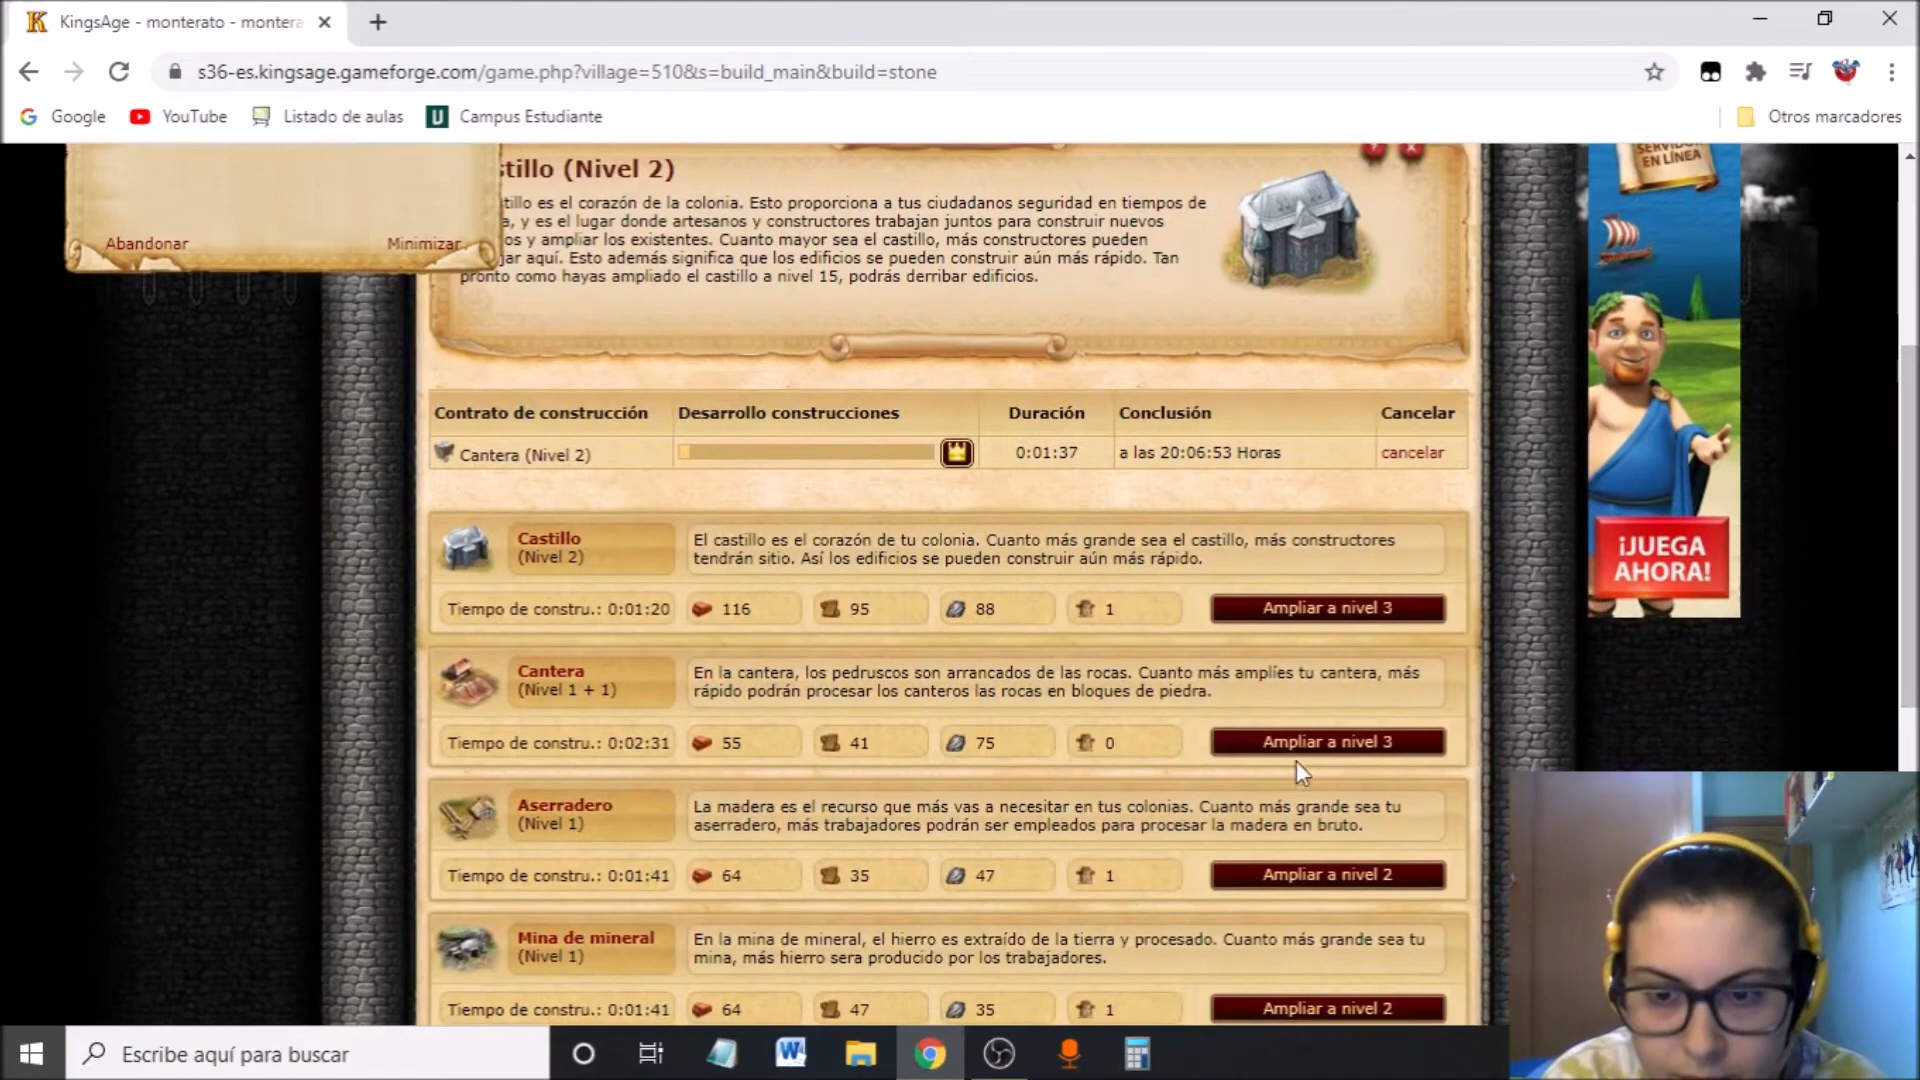 KingsAge - monterato - montera
s36-es.kingsage.gameforge.com/game.php?village=510&s=build_main&build=stone
Google
YouTube
Listado de aulas
U
Campus Estudiante
Otros marcadores
SERVIDOR
EN LÍNEA
stillo (Nivel 2)
tillo es el corazón de la colonia. Esto proporciona a tus ciudadanos seguridad en tiempos de
a, y es el lugar donde artesanos y constructores trabajan juntos para construir nuevos
os y ampliar los existentes. Cuanto mayor sea el castillo, más constructores pueden
jar aquí. Esto además significa que los edificios se pueden construir aún más rápido. Tan
pronto como hayas ampliado el castillo a nivel 15, podrás derribar edificios.
Abandonar
Minimizar
Contrato de construcción Desarrollo construcciones Duración Conclusión Cancelar
Cantera (Nivel 2) 0:01:37 a las 20:06:53 Horas cancelar
Castillo
(Nivel 2)
El castillo es el corazón de tu colonia. Cuanto más grande sea el castillo, más constructores
tendrán sitio. Así los edificios se pueden construir aún más rápido.
Tiempo de constru.: 0:01:20 116 95 88 1 Ampliar a nivel 3
Cantera
(Nivel 1 + 1)
En la cantera, los pedruscos son arrancados de las rocas. Cuanto más amplíes tu cantera, más
rápido podrán procesar los canteros las rocas en bloques de piedra.
Tiempo de constru.: 0:02:31 55 41 75 0 Ampliar a nivel 3
Aserradero
(Nivel 1)
La madera es el recurso que más vas a necesitar en tus colonias. Cuanto más grande sea tu
aserradero, más trabajadores podrán ser empleados para procesar la madera en bruto.
Tiempo de constru.: 0:01:41 64 35 47 1 Ampliar a nivel 2
Mina de mineral
(Nivel 1)
En la mina de mineral, el hierro es extraído de la tierra y procesado. Cuanto más grande sea tu
mina, más hierro sera producido por los trabajadores.
Tiempo de constru.: 0:01:41 64 47 35 1 Ampliar a nivel 2
¡JUEGA
AHORA!
Escribe aquí para buscar